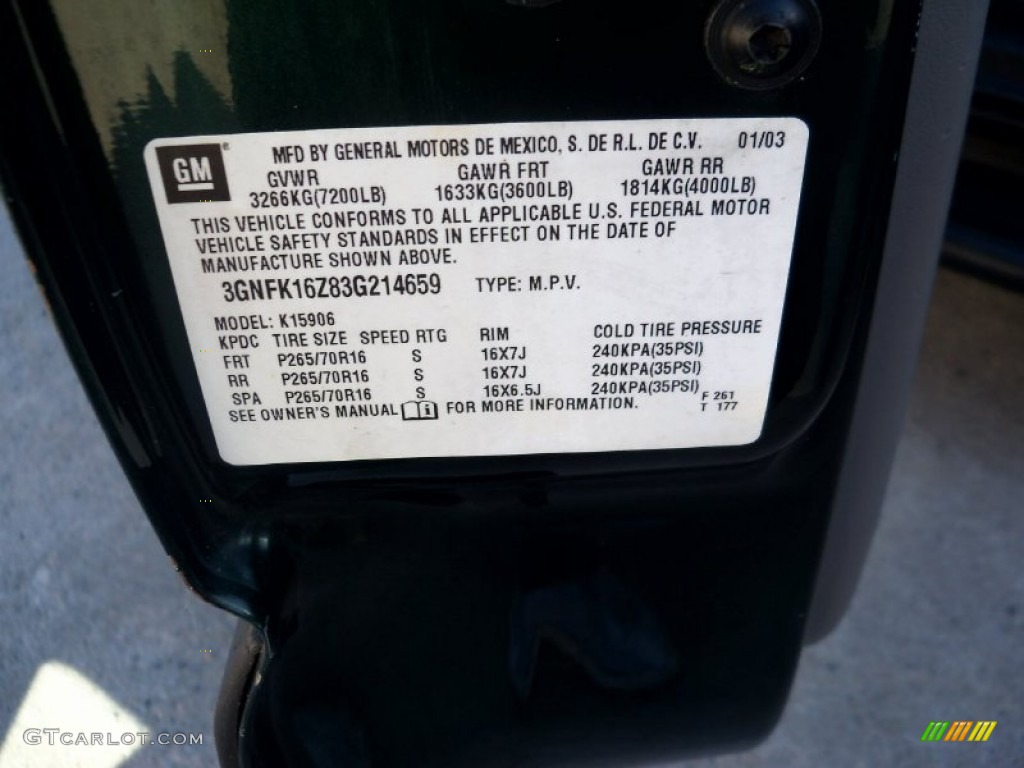 GM® MFD BY GENERAL MOTORS DE MEXICO, S. DE R.L. DE C.V. 01/03
GVWR GAWR FRT GAWR RR
3266KG(7200LB) 1633KG(3600LB) 1814KG(4000LB)
THIS VEHICLE CONFORMS TO ALL APPLICABLE U.S. FEDERAL MOTOR
VEHICLE SAFETY STANDARDS IN EFFECT ON THE DATE OF
MANUFACTURE SHOWN ABOVE.
3GNFK16Z83G214659 TYPE: M.P.V.
MODEL: K15906
KPDC TIRE SIZE SPEED RTG RIM COLD TIRE PRESSURE
FRT P265/70R16 S 16X7J 240KPA(35PSI)
RR P265/70R16 S 16X7J 240KPA(35PSI)
SPA P265/70R16 S 16X6.5J 240KPA(35PSI)
SEE OWNER'S MANUAL i FOR MORE INFORMATION.
F 261
T 177
GTCARLOT.COM